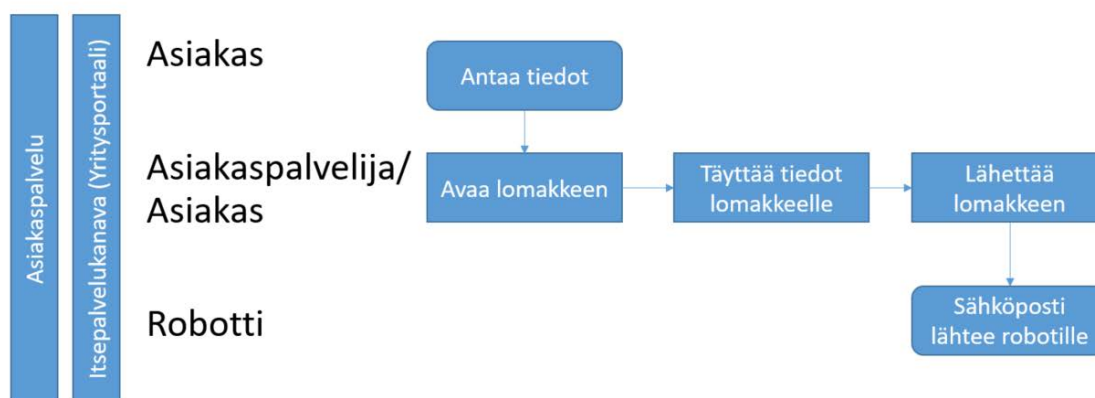 Asiakaspalvelu
Itsepalvelukanava (Yritysportaali)
Asiakas
Antaa tiedot
Asiakaspalvelija/
Asiakas
Avaa lomakkeen
Täyttää tiedot
lomakkeelle
Lähettää
lomakkeen
Robotti
Sähköposti
lähtee robotille